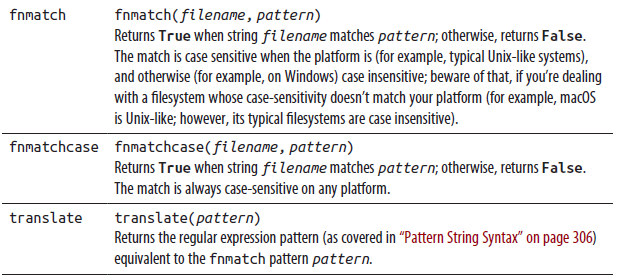 fnmatch fnmatch(filename, pattern)
Returns True when string filename matches pattern; otherwise, returns False.
The match is case sensitive when the platform is (for example, typical Unix-like systems),
and otherwise (for example, on Windows) case insensitive; beware of that, if you're dealing
with a filesystem whose case-sensitivity doesn't match your platform (for example, macOS
is Unix-like; however, its typical filesystems are case insensitive).
fnmatchcase fnmatchcase(filename, pattern)
Returns True when string filename matches pattern; otherwise, returns False.
The match is always case-sensitive on any platform.
translate translate(pattern)
Returns the regular expression pattern (as covered in “Pattern String Syntax” on page 306)
equivalent to the fnmatch pattern pattern.